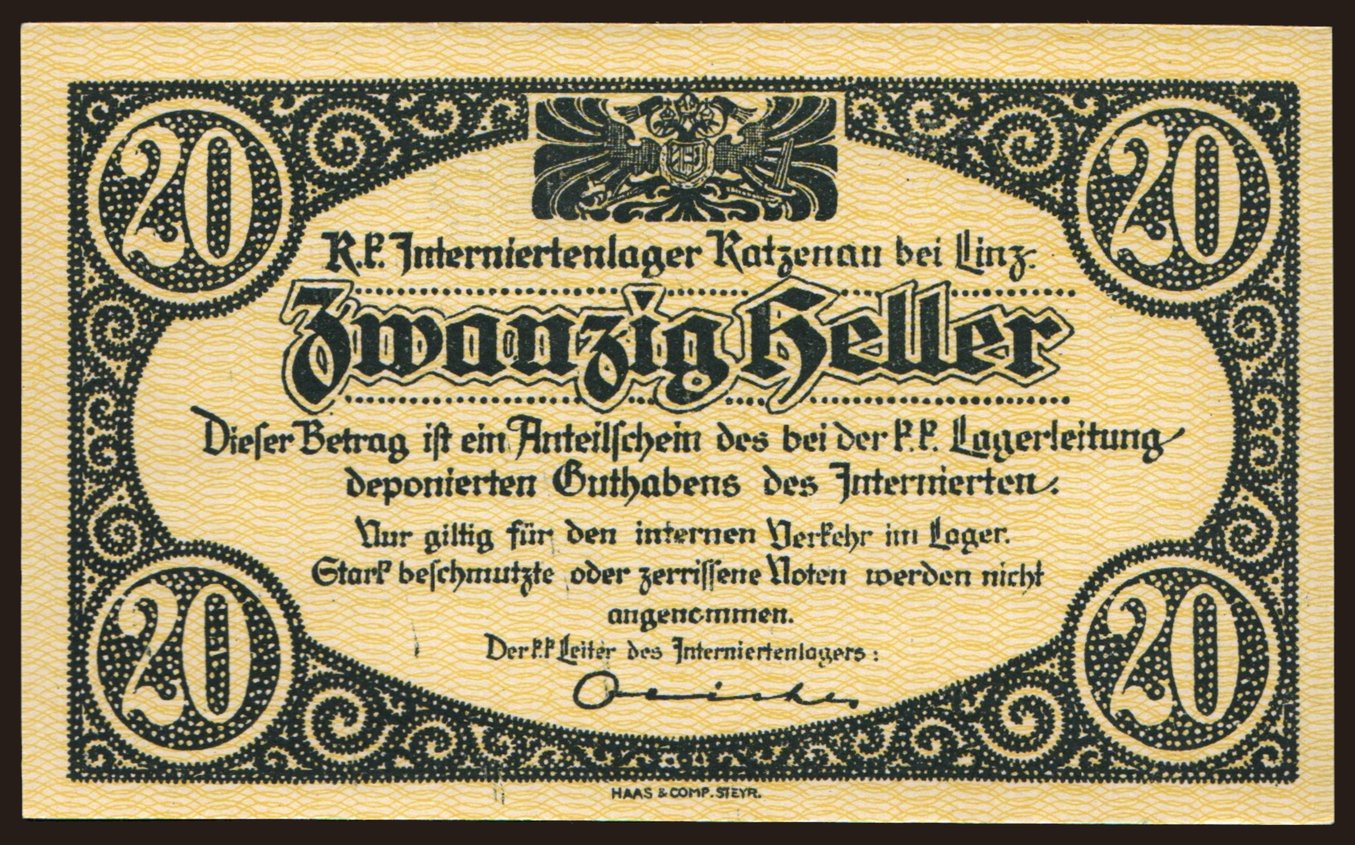 20 20
K.k. Interniertenlager Katzenau bei Linz.
Zwanzig Heller
Dieser Betrag ist ein Anteilschein des bei der k.k. Lagerleitung
deponierten Guthabens des Internierten.
Nur giltig für den internen Verkehr im Lager.
Stark beschmutzte oder zerrissene Noten werden nicht
angenommen.
Der k.k Leiter des Interniertenlagers:
20 20
HAAS & COMP. STEYR.